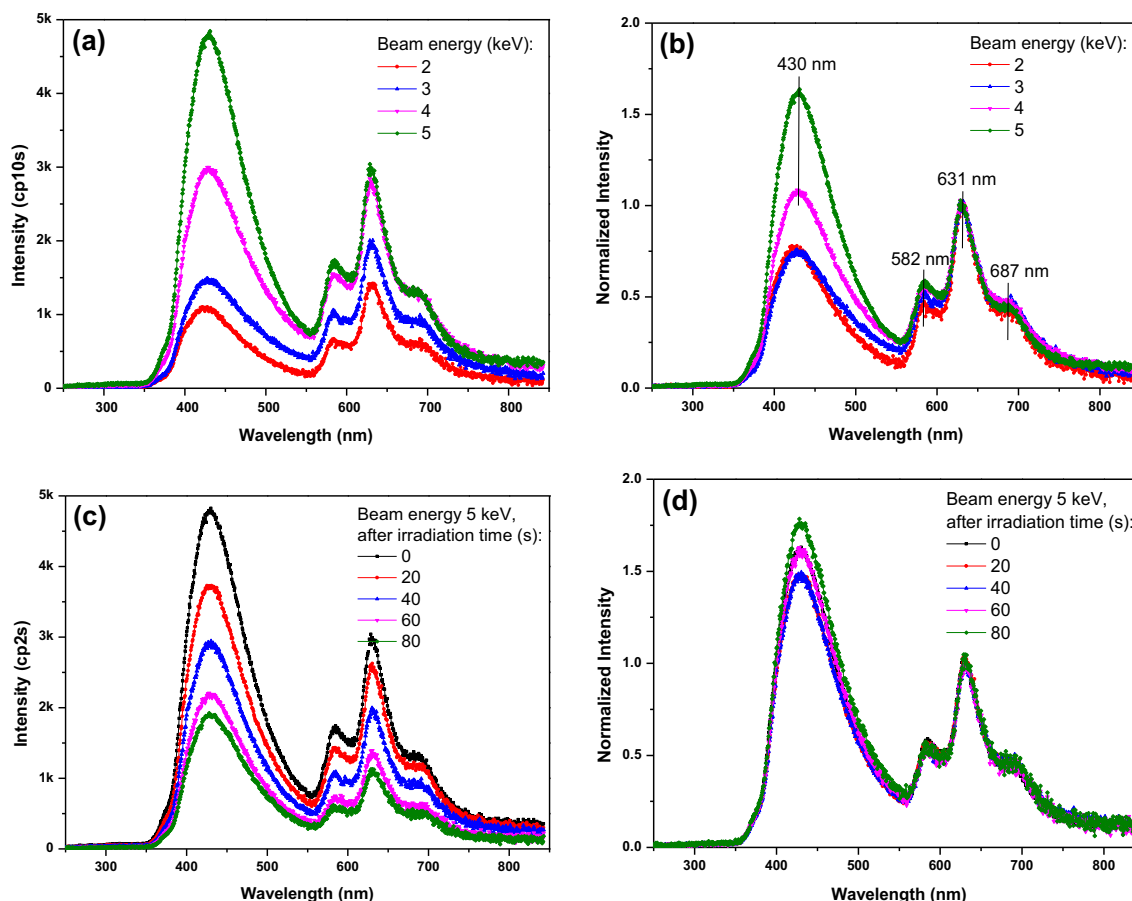 (a)
Beam energy (keV):
2
3
4
5
5k
4k
3k
2k
1k
0
Intensity (cp10s)
300 400 500 600 700 800
Wavelength (nm)
(b)
Beam energy (keV):
2
3
4
5
430 nm
631 nm
582 nm
687 nm
2.0
1.5
1.0
0.5
0.0
Normalized Intensity
300 400 500 600 700 800
Wavelength (nm)
(c)
Beam energy 5 keV,
after irradiation time (s):
0
20
40
60
80
5k
4k
3k
2k
1k
0
Intensity (cp2s)
300 400 500 600 700 800
Wavelength (nm)
(d)
Beam energy 5 keV,
after irradiation time (s):
0
20
40
60
80
2.0
1.5
1.0
0.5
0.0
Normalized Intensity
300 400 500 600 700 800
Wavelength (nm)